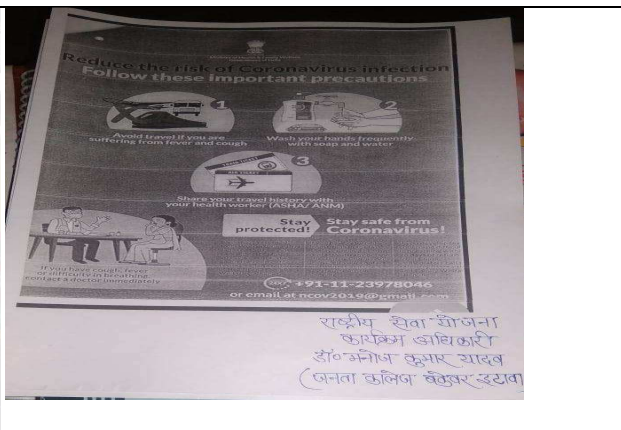 Reduce the risk of Coronavirus infection
Follow these important precautions
1
Avoid travel if you are
suffering from fever and cough
2
Wash your hands frequently
with soap and water
3
TRAIN TICKET
AIR TICKET
Share your travel history with
your health worker (ASHA/ ANM)
Stay
protected!
Stay safe from
Coronavirus!
If you have cough, fever
or difficulty in breathing,
contact a doctor immediately
+91-11-23978046
or email at ncov2019@gmail.com
राष्ट्रीय सेवा योजना
कार्यक्रम अधिकारी
डॉ० मनोज कुमार यादव
(जनता कालेज बकेवर इटावा